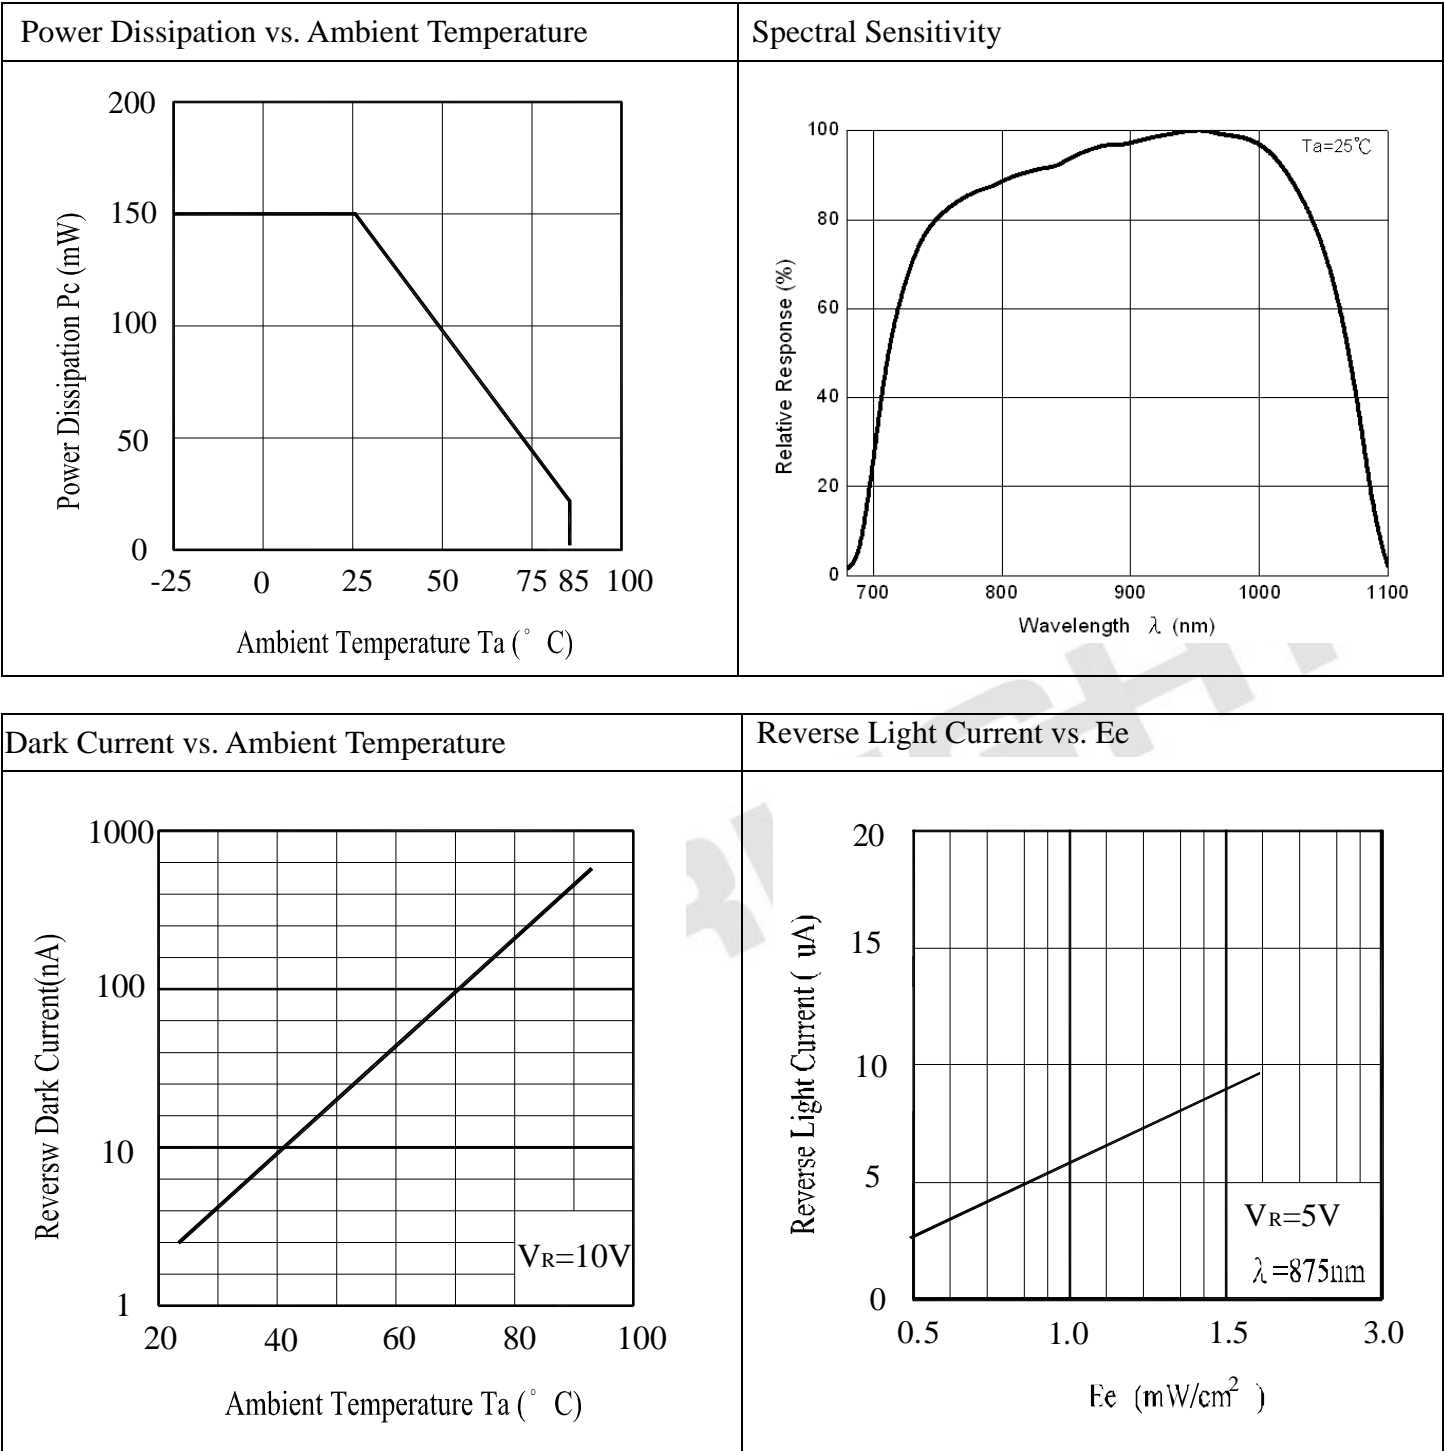 Power Dissipation vs. Ambient Temperature
Spectral Sensitivity
200
150
100
50
0
-25 0 25 50 75 85 100
Power Dissipation Pc (mW)
Ambient Temperature Ta (° C)
100
80
60
40
20
0
700 800 900 1000 1100
Ta=25℃
Relative Response (%)
Wavelength λ (nm)
Dark Current vs. Ambient Temperature
Reverse Light Current vs. Ee
1000
100
10
1
20 40 60 80 100
Reversw Dark Current(nA)
VR=10V
Ambient Temperature Ta (° C)
20
15
10
5
0
0.5 1.0 1.5 3.0
Reverse Light Current ( uA)
VR=5V
λ=875nm
Ee (mW/cm² )